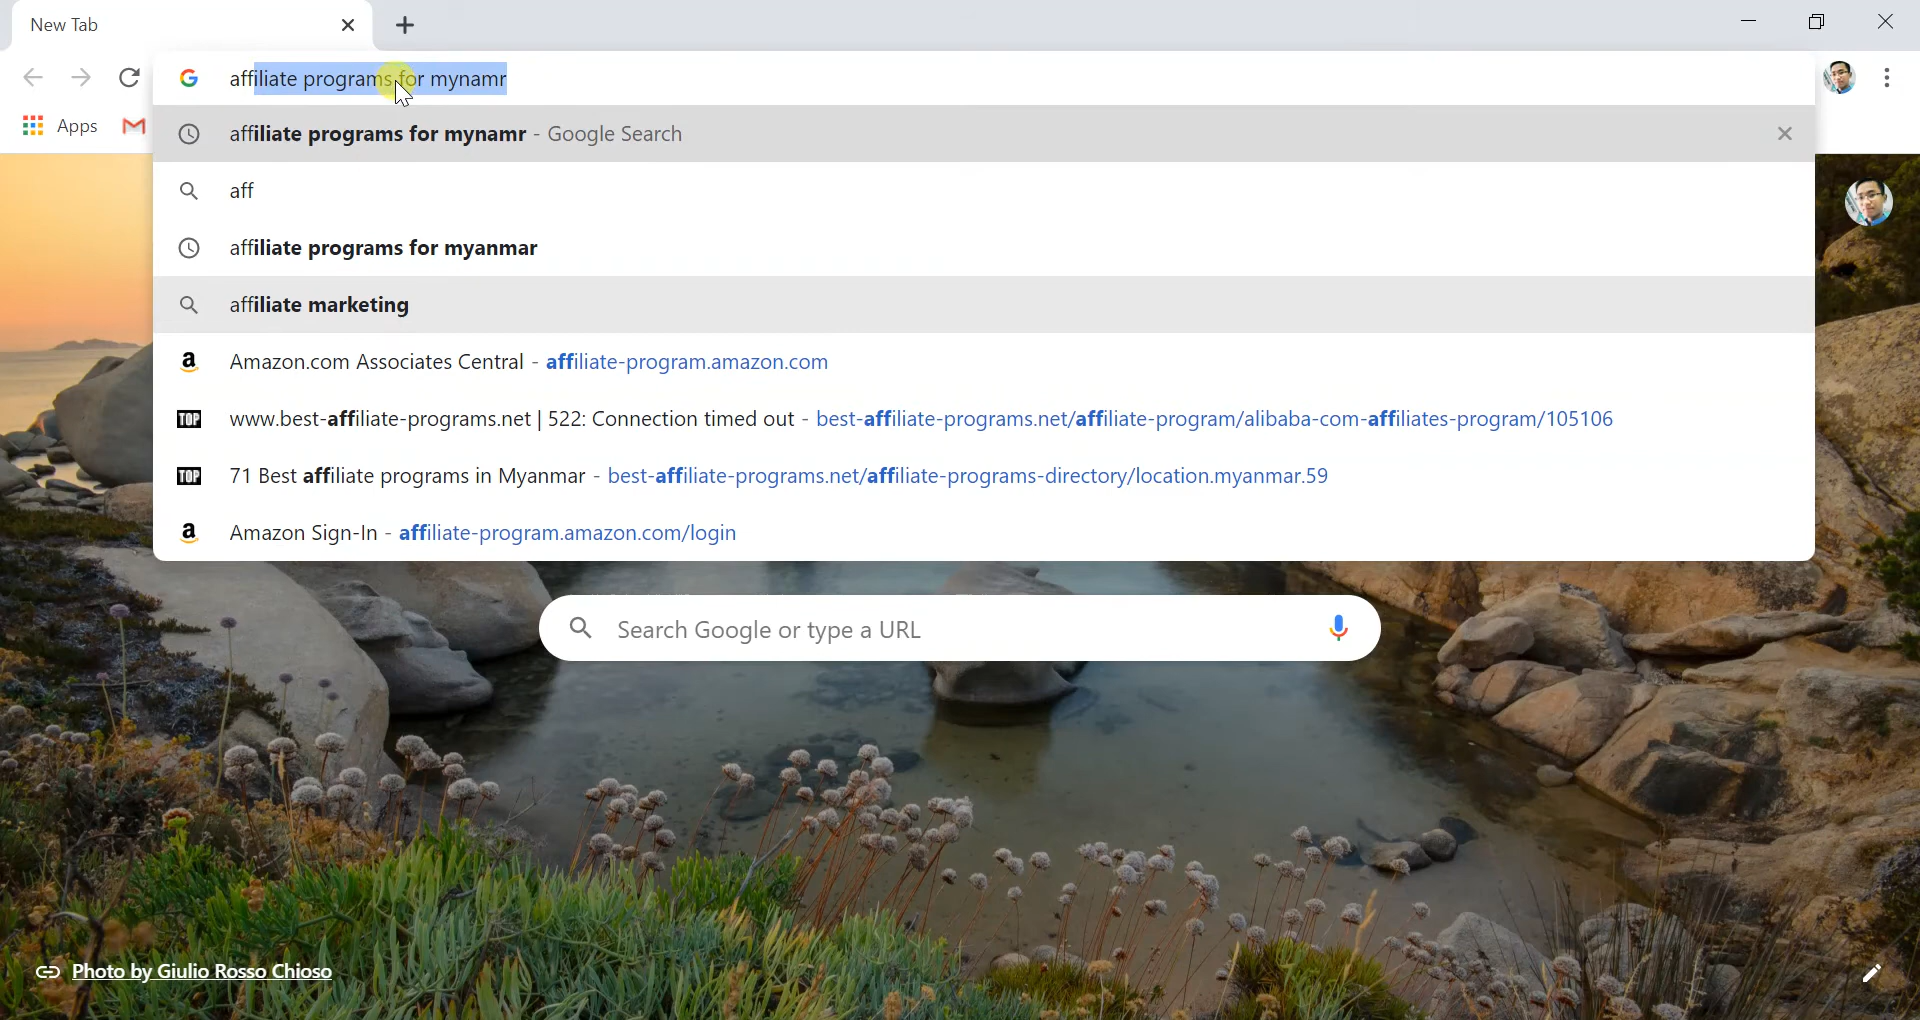 New Tab
affiliate programs for mynamr
Apps
affiliate programs for mynamr - Google Search
aff
affiliate programs for myanmar
affiliate marketing
Amazon.com Associates Central - affiliate-program.amazon.com
TOP www.best-affiliate-programs.net | 522: Connection timed out - best-affiliate-programs.net/affiliate-program/alibaba-com-affiliates-program/105106
TOP 71 Best affiliate programs in Myanmar - best-affiliate-programs.net/affiliate-programs-directory/location.myanmar.59
Amazon Sign-In - affiliate-program.amazon.com/login
Search Google or type a URL
Photo by Giulio Rosso Chioso